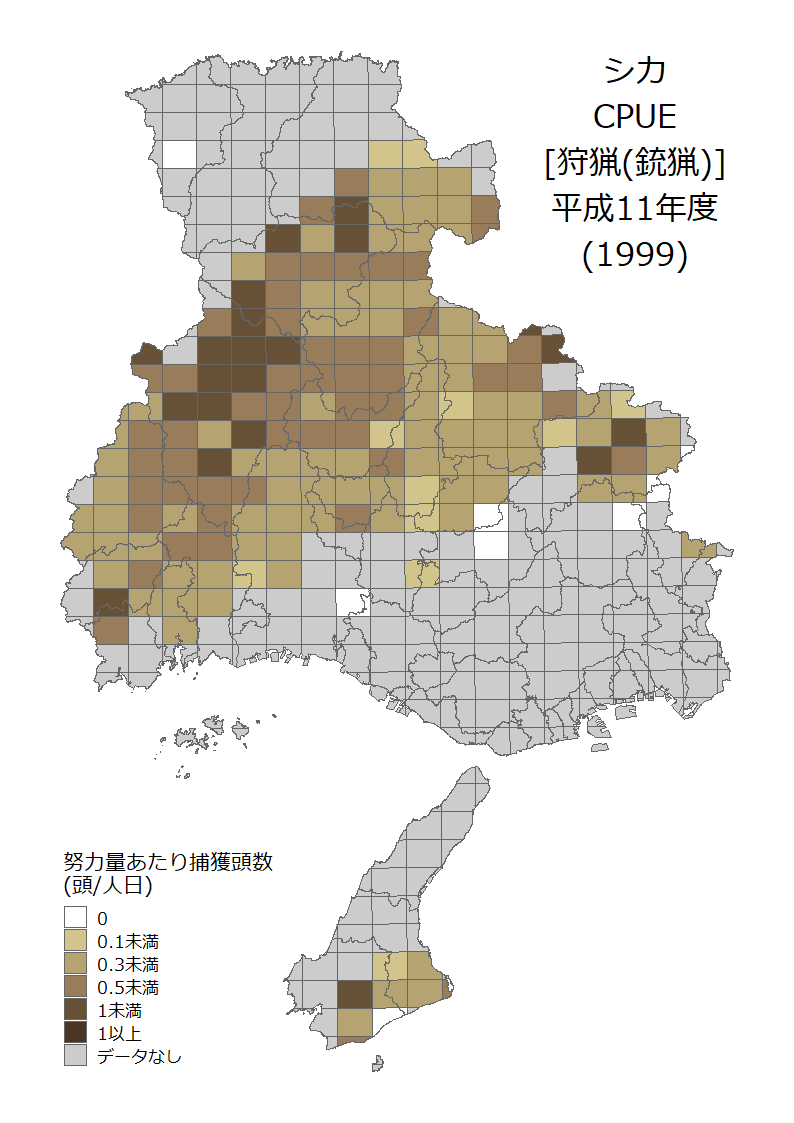 シカ
CPUE
[狩猟(銃猟)]
平成11年度
(1999)
努力量あたり捕獲頭数
(頭/人日)
0
0.1未満
0.3未満
0.5未満
1未満
1以上
データなし